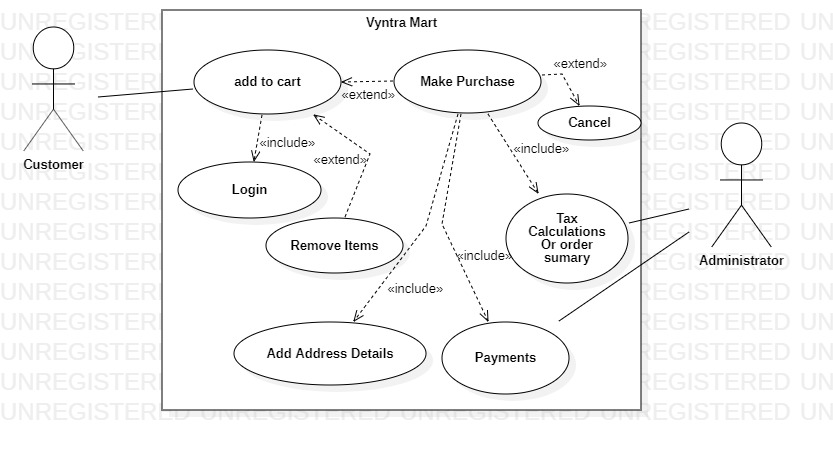 Vyntra Mart
«extend»
add to cart
Make Purchase
«extend»
Cancel
«include»
«include»
«extend»
Customer
Login
Tax
Calculations
Or order
sumary
Remove Items
«include»
Administrator
«include»
Add Address Details
Payments
UNREGISTERED UNREGISTERED UNREGISTERED UNREGISTERED UN